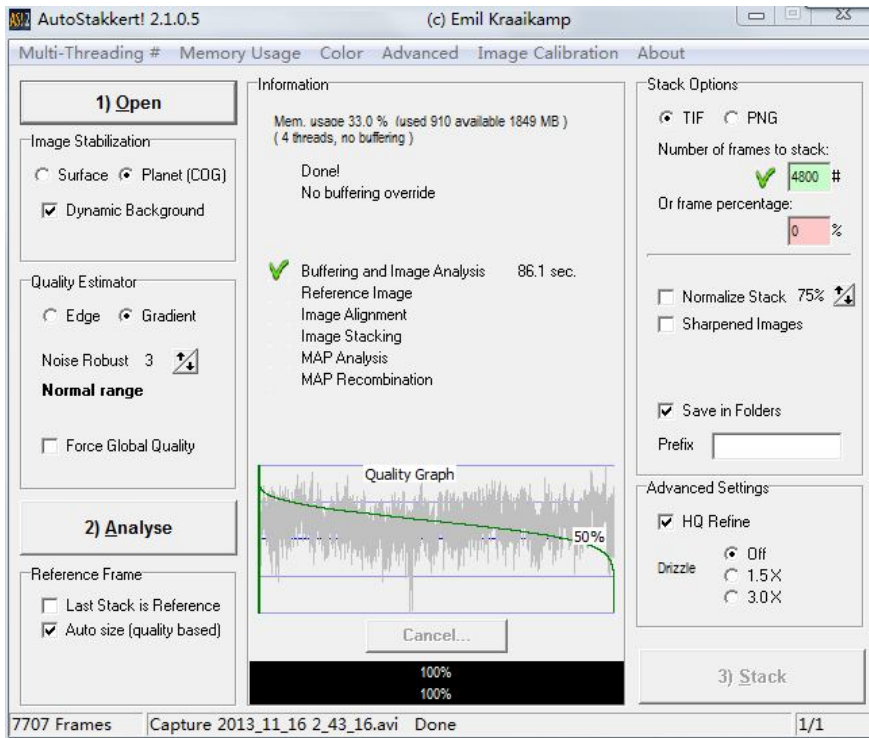 AS!2 AutoStakkert! 2.1.0.5 (c) Emil Kraaikamp
Multi-Threading # Memory Usage Color Advanced Image Calibration About
1) Open
Image Stabilization
Surface Planet (COG)
Dynamic Background
Quality Estimator
Edge Gradient
Noise Robust 3
Normal range
Force Global Quality
2) Analyse
Reference Frame
Last Stack is Reference
Auto size (quality based)
Information
Mem. usage 33.0 % (used 910 available 1849 MB )
( 4 threads, no buffering )
Done!
No buffering override
Buffering and Image Analysis 86.1 sec.
Reference Image
Image Alignment
Image Stacking
MAP Analysis
MAP Recombination
Quality Graph
50%
Cancel...
100%
100%
Stack Options
TIF PNG
Number of frames to stack:
4800 #
Or frame percentage:
0 %
Normalize Stack 75%
Sharpened Images
Save in Folders
Prefix
Advanced Settings
HQ Refine
Drizzle
Off
1.5X
3.0X
3) Stack
7707 Frames Capture 2013_11_16 2_43_16.avi Done 1/1